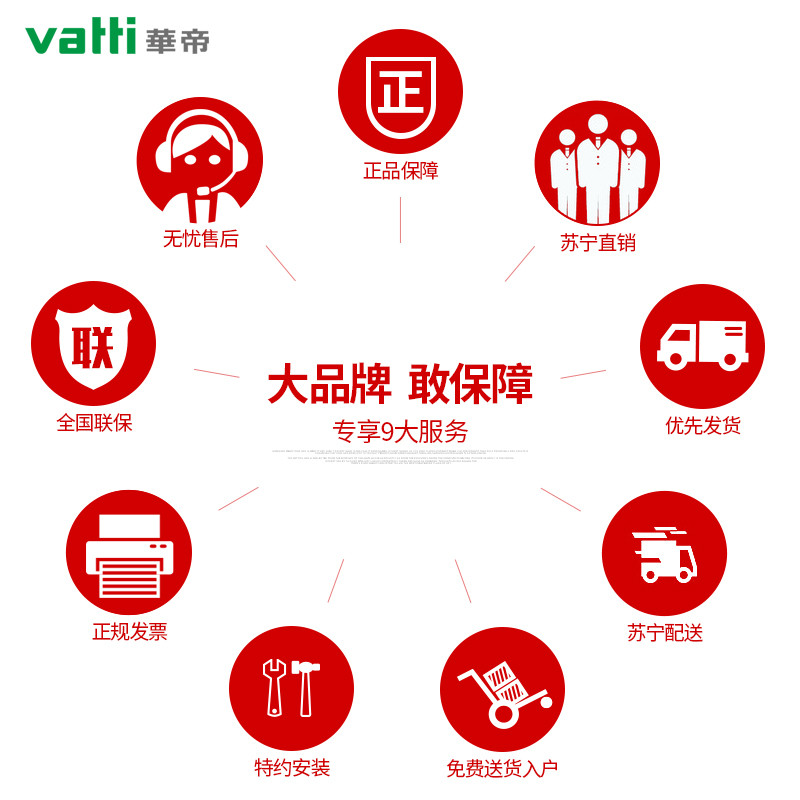 vatti 華帝
正
正品保障
无忧售后
苏宁直销
联
全国联保
优先发货
大品牌 敢保障
专享9大服务
正规发票
苏宁配送
特约安装
免费送货入户